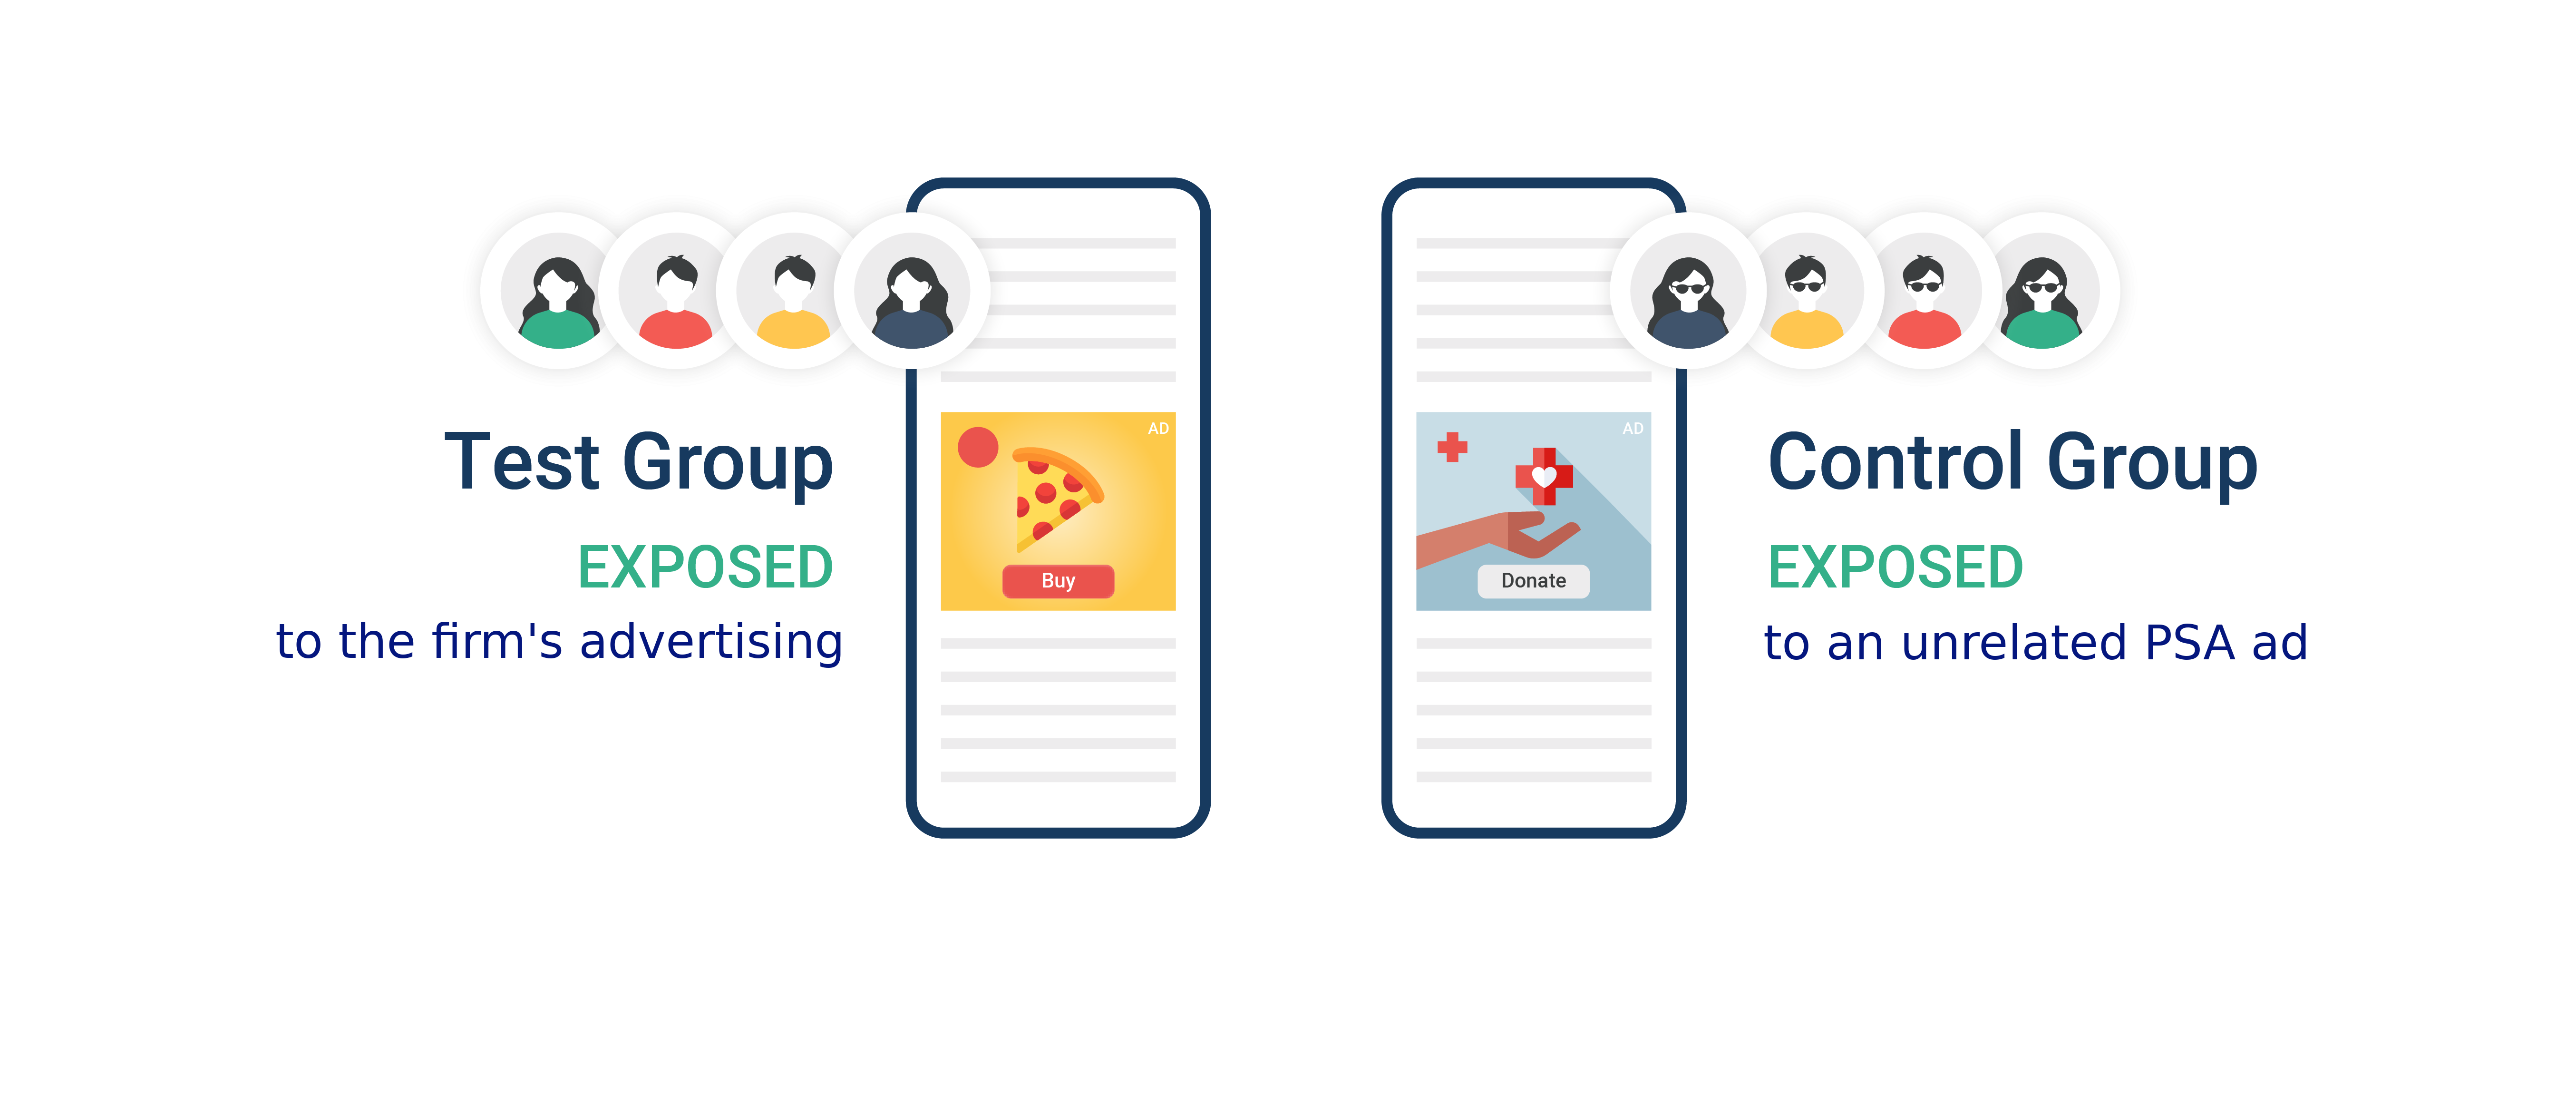 Test Group
EXPOSED
to the firm's advertising
AD
Buy
AD
Donate
Control Group
EXPOSED
to an unrelated PSA ad